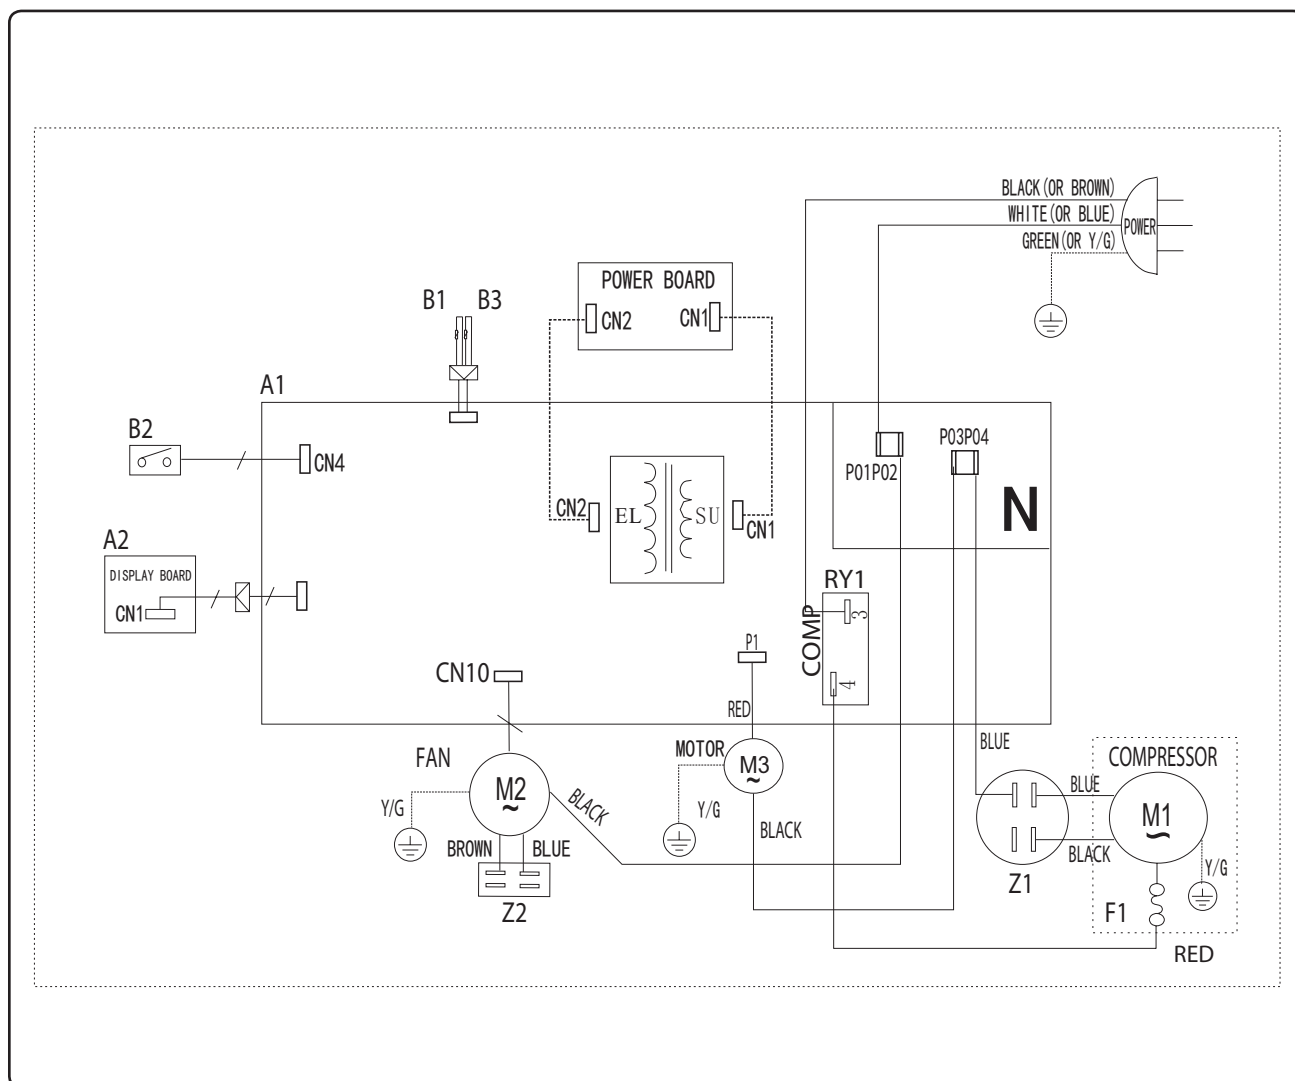 BLACK(OR BROWN)
WHITE(OR BLUE)
POWER
GREEN(OR Y/G)
POWER BOARD
B1 B3
CN2 CN1
A1
B2
P03P04
CN4
P01P02
CN2 EL SU CN1
N
A2
DISPLAY BOARD
CN1
RY1
COMP
3
4
P1
CN10
RED
FAN
MOTOR
M3
~
BLUE
COMPRESSOR
M2
~
BLACK
Y/G
Y/G
BLACK
BLUE
M1
~
BROWN BLUE
BLACK
Y/G
Z2
Z1
F1
RED